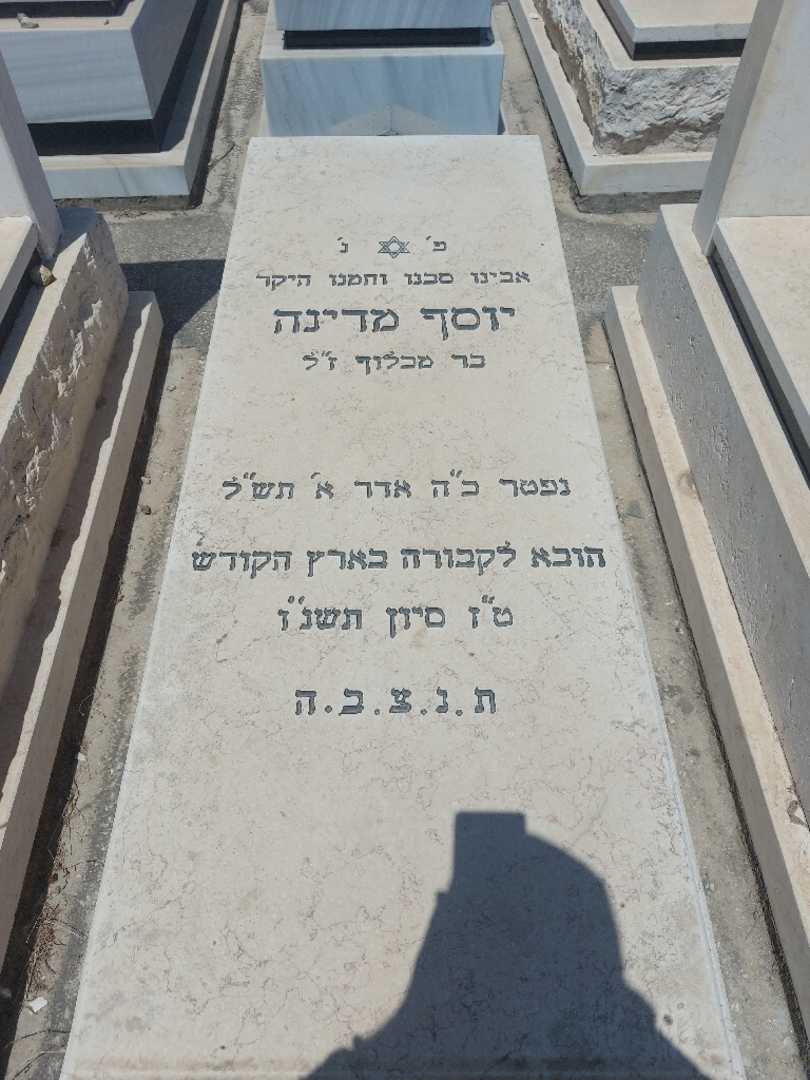 פ׳ נ׳
אבינו סבנו וחמנו היקר
יוסף מדינה
בר מכלוף ז״ל
נפטר כ״ה אדר א׳ תש״ל
הובא לקבורה בארץ הקודש
ט״ז סיון תשנ״ז
ת.נ.צ.ב.ה